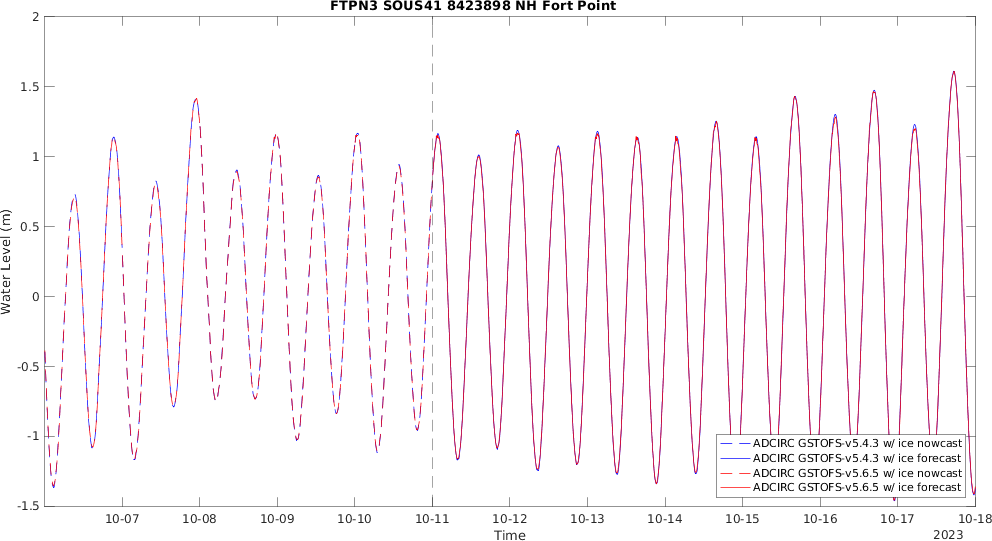 FTPN3 SOUS41 8423898 NH Fort Point
2
1.5
1
0.5
0
-0.5
-1
-1.5
Water Level (m)
10-07 10-08 10-09 10-10 10-11 10-12 10-13 10-14 10-15 10-16 10-17 10-18
Time
2023
ADCIRC GSTOFS-v5.4.3 w/ ice nowcast
ADCIRC GSTOFS-v5.4.3 w/ ice forecast
ADCIRC GSTOFS-v5.6.5 w/ ice nowcast
ADCIRC GSTOFS-v5.6.5 w/ ice forecast